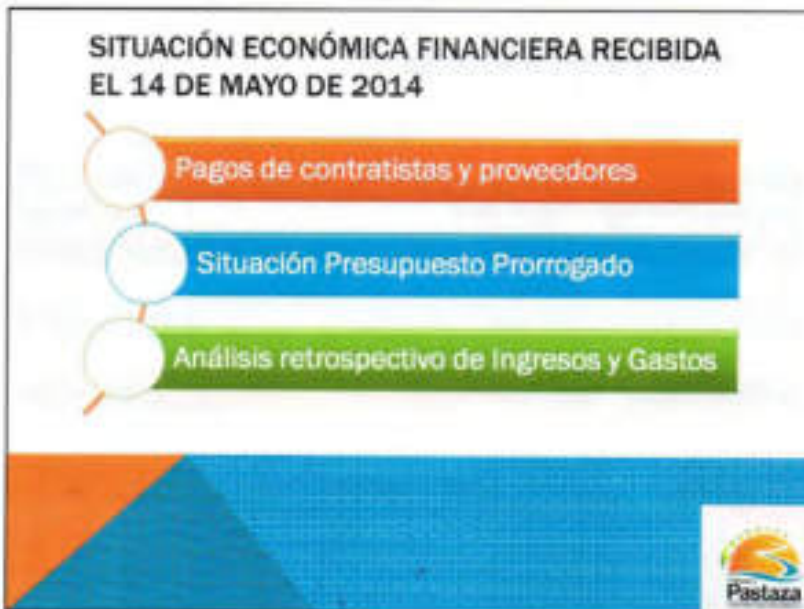 SITUACIÓN ECONÓMICA FINANCIERA RECIBIDA
EL 14 DE MAYO DE 2014
Pagos de contratistas y proveedores
Situación Presupuesto Prorrogado
Análisis retrospectivo de Ingresos y Gastos
Pastaza